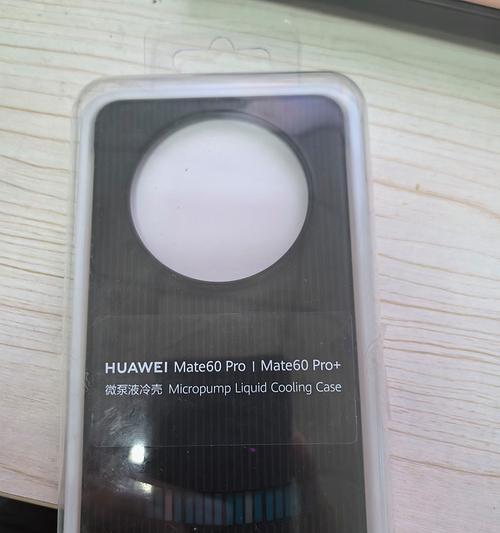 HUAWEI Mate60 Pro | Mate60 Pro+
微泵液冷壳 Micropump Liquid Cooling Case